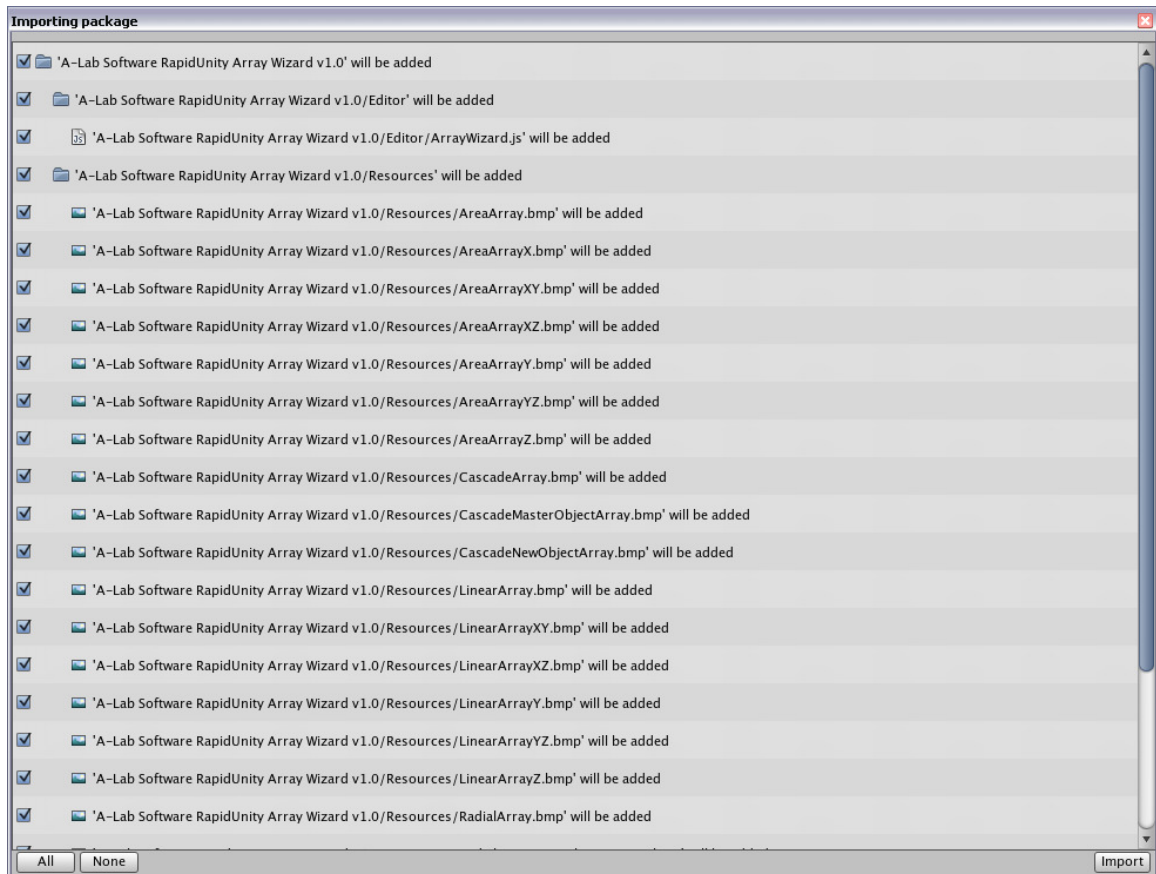 Importing package
'A-Lab Software RapidUnity Array Wizard v1.0' will be added
'A-Lab Software RapidUnity Array Wizard v1.0/Editor' will be added
'A-Lab Software RapidUnity Array Wizard v1.0/Editor/ArrayWizard.js' will be added
'A-Lab Software RapidUnity Array Wizard v1.0/Resources' will be added
'A-Lab Software RapidUnity Array Wizard v1.0/Resources/AreaArray.bmp' will be added
'A-Lab Software RapidUnity Array Wizard v1.0/Resources/AreaArrayX.bmp' will be added
'A-Lab Software RapidUnity Array Wizard v1.0/Resources/AreaArrayXY.bmp' will be added
'A-Lab Software RapidUnity Array Wizard v1.0/Resources/AreaArrayXZ.bmp' will be added
'A-Lab Software RapidUnity Array Wizard v1.0/Resources/AreaArrayY.bmp' will be added
'A-Lab Software RapidUnity Array Wizard v1.0/Resources/AreaArrayYZ.bmp' will be added
'A-Lab Software RapidUnity Array Wizard v1.0/Resources/AreaArrayZ.bmp' will be added
'A-Lab Software RapidUnity Array Wizard v1.0/Resources/CascadeArray.bmp' will be added
'A-Lab Software RapidUnity Array Wizard v1.0/Resources/CascadeMasterObjectArray.bmp' will be added
'A-Lab Software RapidUnity Array Wizard v1.0/Resources/CascadeNewObjectArray.bmp' will be added
'A-Lab Software RapidUnity Array Wizard v1.0/Resources/LinearArray.bmp' will be added
'A-Lab Software RapidUnity Array Wizard v1.0/Resources/LinearArrayXY.bmp' will be added
'A-Lab Software RapidUnity Array Wizard v1.0/Resources/LinearArrayXZ.bmp' will be added
'A-Lab Software RapidUnity Array Wizard v1.0/Resources/LinearArrayY.bmp' will be added
'A-Lab Software RapidUnity Array Wizard v1.0/Resources/LinearArrayYZ.bmp' will be added
'A-Lab Software RapidUnity Array Wizard v1.0/Resources/LinearArrayZ.bmp' will be added
'A-Lab Software RapidUnity Array Wizard v1.0/Resources/RadialArray.bmp' will be added
All None Import